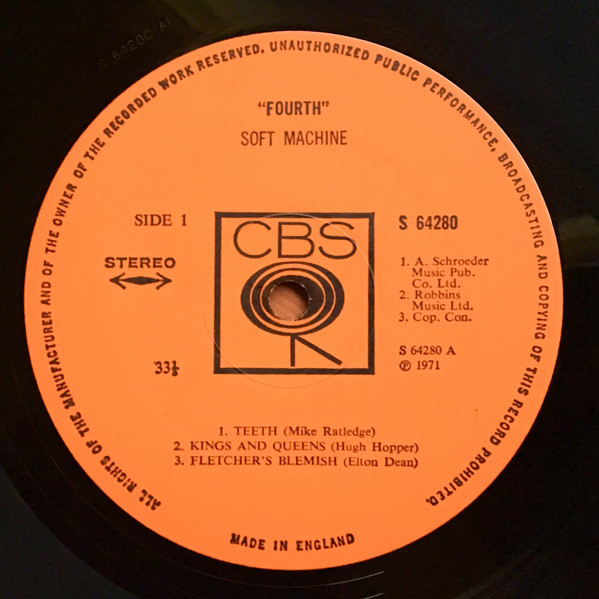 S 64280 A1
ALL RIGHTS OF THE MANUFACTURER AND OF THE OWNER OF THE RECORDED WORK RESERVED. UNAUTHORIZED PUBLIC PERFORMANCE, BROADCASTING AND COPYING OF THIS RECORD PROHIBITED.
"FOURTH"
SOFT MACHINE
SIDE 1
STEREO
33⅓
CBS
S 64280
1. A. Schroeder
Music Pub.
Co. Ltd.
2. Robbins
Music Ltd.
3. Cop. Con.
S 64280 A
℗ 1971
1. TEETH (Mike Ratledge)
2. KINGS AND QUEENS (Hugh Hopper)
3. FLETCHER'S BLEMISH (Elton Dean)
MADE IN ENGLAND